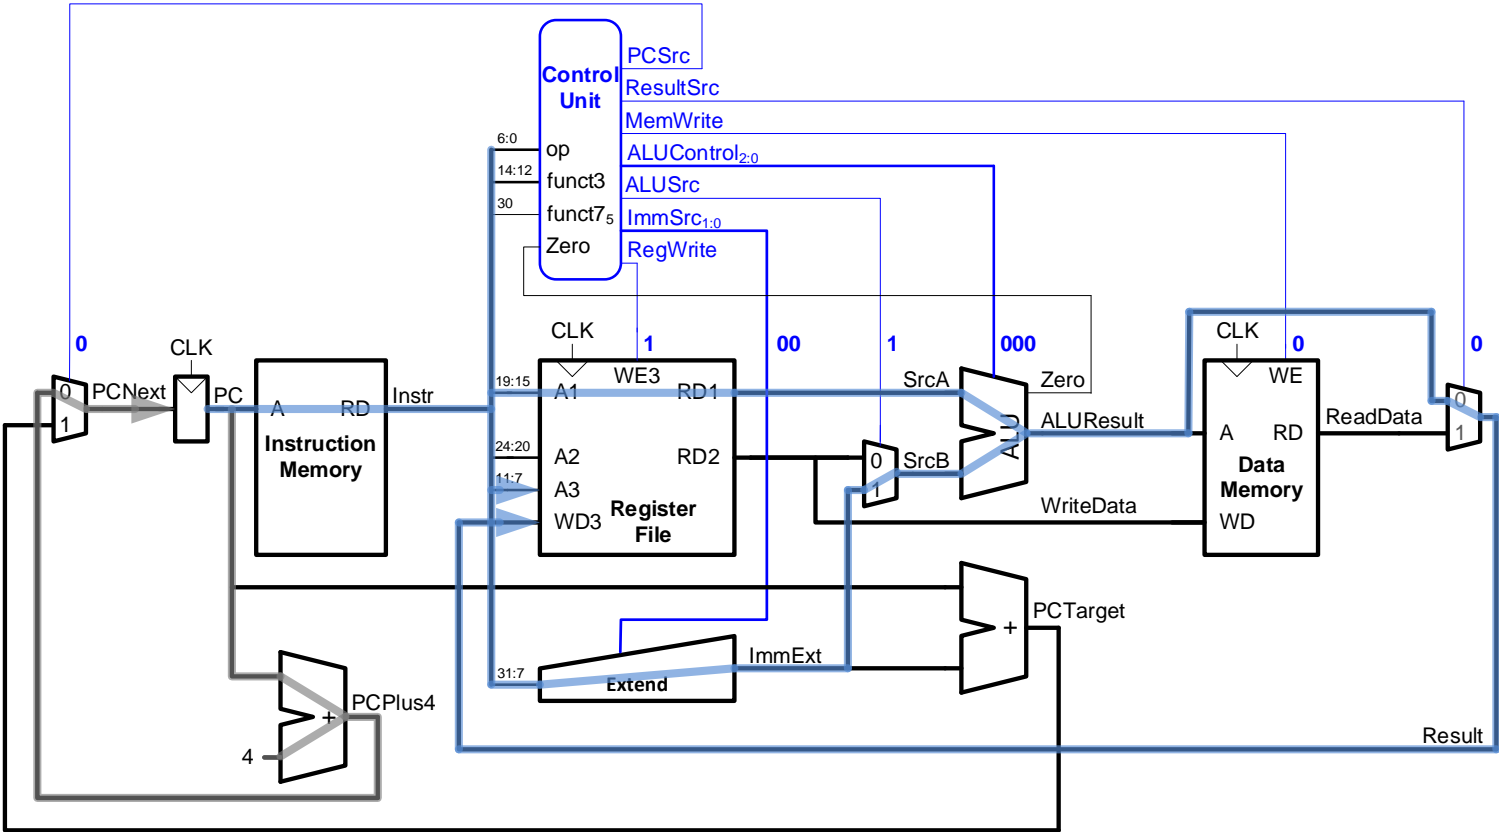 PCSrc
Control
Unit
ResultSrc
MemWrite
6:0
op
ALUControl2:0
14:12
funct3
ALUSrc
30
funct75
ImmSrc1:0
Zero
RegWrite
0
CLK
CLK
1
00
1
000
CLK
0
0
0
PCNext
PC
A
RD
Instr
19:15
A1
WE3
RD1
SrcA
Zero
WE
0
1
Instruction
Memory
ALU
ALUResult
A
RD
ReadData
1
24:20
A2
RD2
0
SrcB
Data
Memory
11:7
A3
1
Register
File
WD3
WriteData
WD
+
PCTarget
31:7
Extend
ImmExt
PCPlus4
+
4
Result